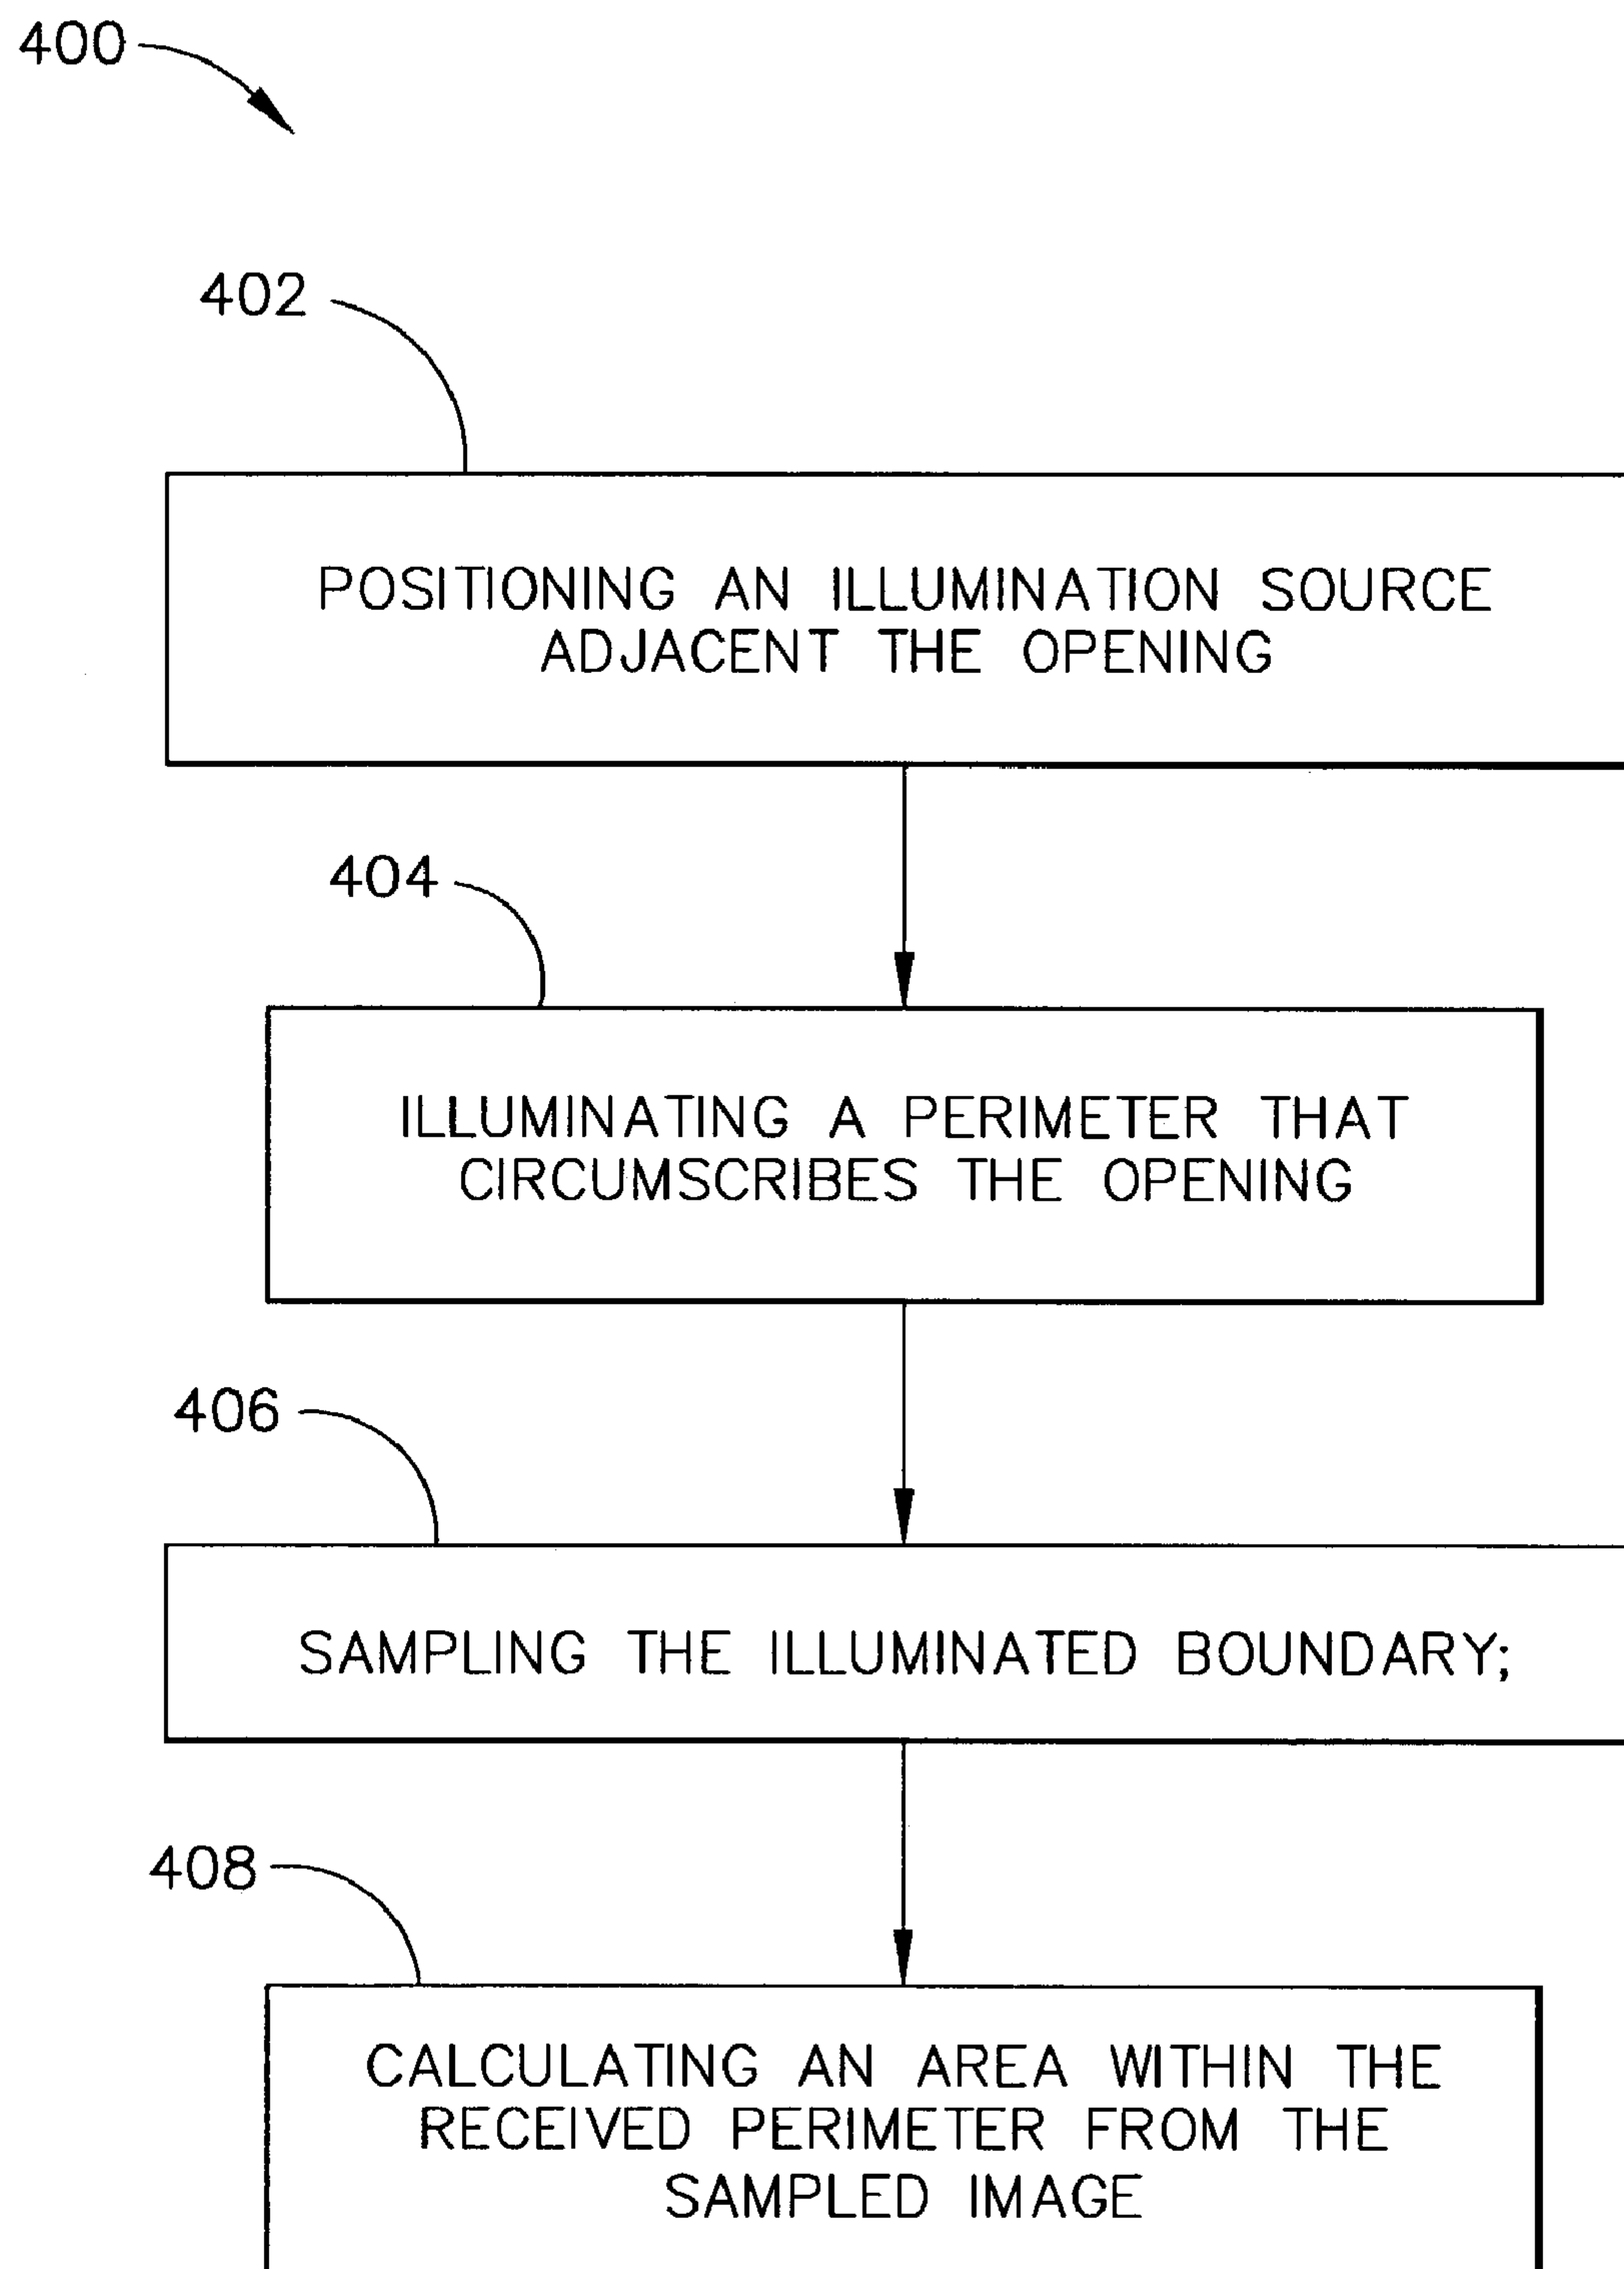 400
402
POSITIONING AN ILLUMINATION SOURCE
ADJACENT THE OPENING
404
ILLUMINATING A PERIMETER THAT
CIRCUMSCRIBES THE OPENING
406
SAMPLING THE ILLUMINATED BOUNDARY;
408
CALCULATING AN AREA WITHIN THE
RECEIVED PERIMETER FROM THE
SAMPLED IMAGE